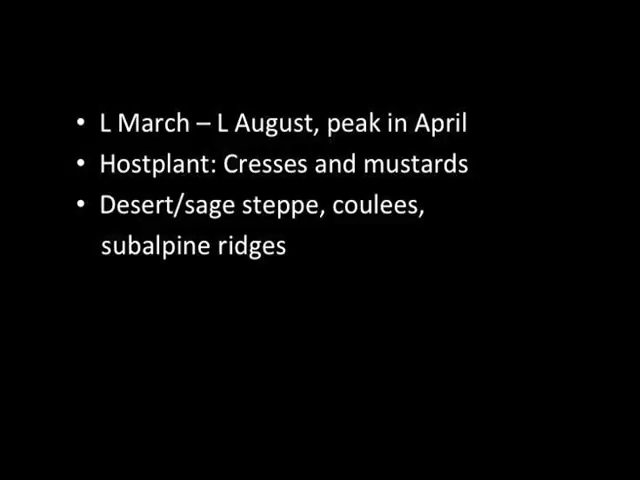 • L March – L August, peak in April
• Hostplant: Cresses and mustards
• Desert/sage steppe, coulees,
subalpine ridges